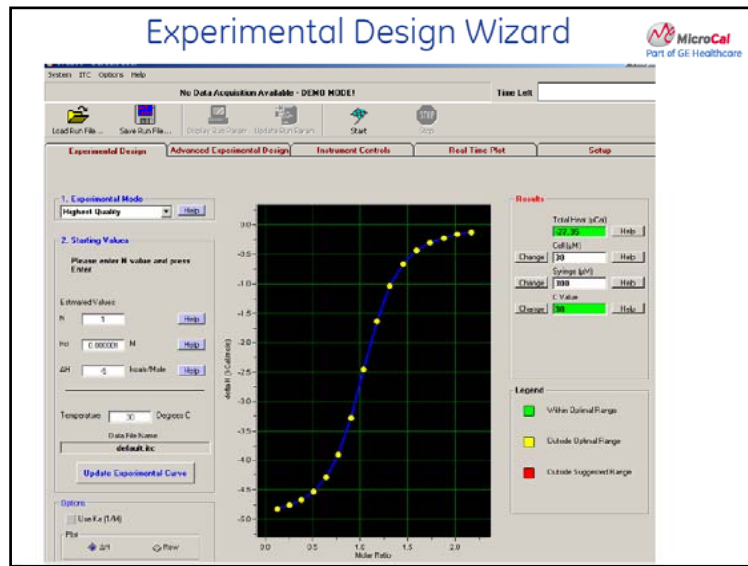 Experimental Design Wizard
MicroCal
Part of GE Healthcare
System ITC Options Help
No Data Acquisition Available - DEMO MODE!
Time Left
Load Run File ...
Save Run File...
Display Run Param
Update Run Param
Start
Stop
Experimental Design
Advanced Experimental Design
Instrument Controls
Real Time Plot
Setup
1. Experimental Mode
Highest Quality
Help
2. Starting Values
Please enter N value and press
Enter
Estimated Values
N 1 Help
Kd 0.000001 M Help
ΔH -5 kcals/Mole Help
Temperature 30 Degrees C
Data File Name
default.itc
Update Experimental Curve
Options
Use Ka (1/M)
Plot
ΔH
Raw
deltaH (kCal/mole)
0.0
-0.5
-1.0
-1.5
-2.0
-2.5
-3.0
-3.5
-4.0
-4.5
-5.0
0.0 0.5 1.0 1.5 2.0
Molar Ratio
Results
Total Heat (µCal)
Help
Cell (µM)
Change 30 Help
Syringe (µM)
Change 300 Help
C Value
Change 30 Help
Legend
Within Optimal Range
Outside Optimal Range
Outside Suggested Range